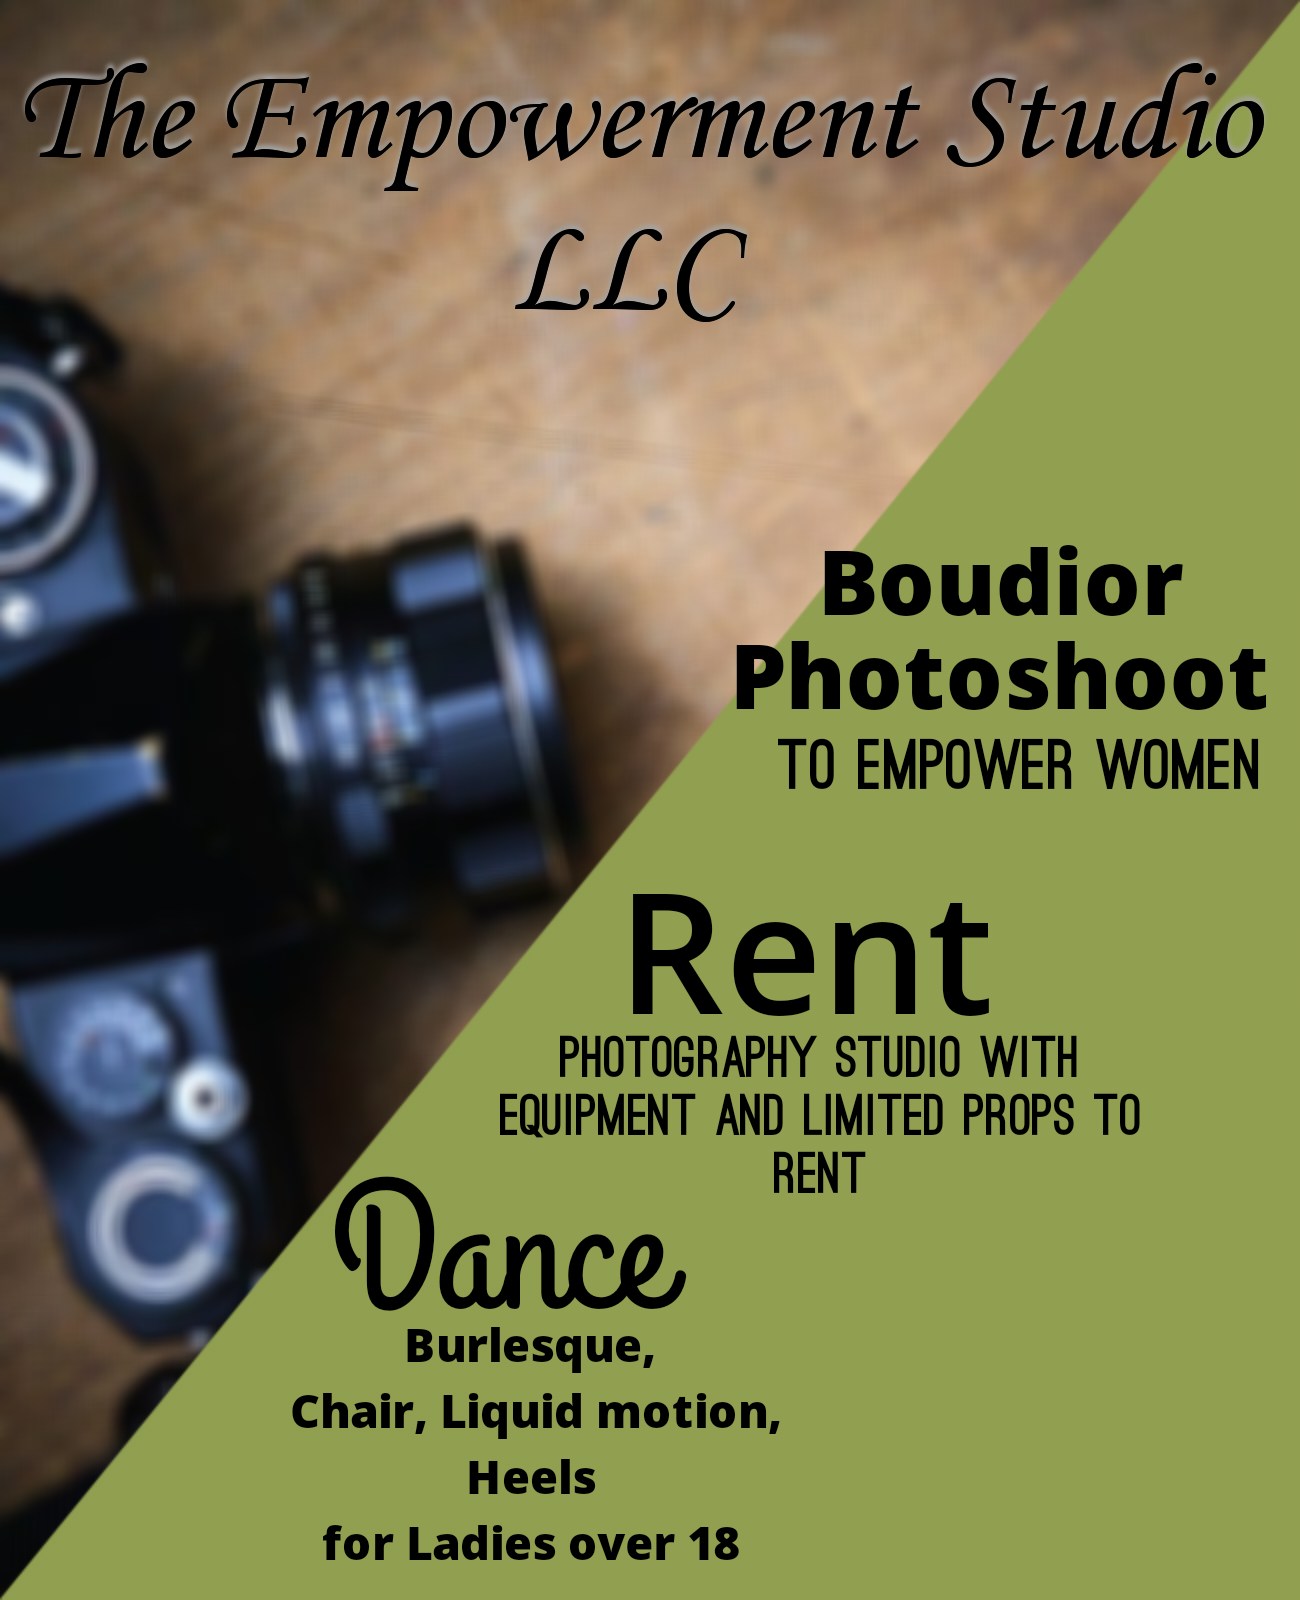 The Empowerment Studio
LLC
Boudior
Photoshoot
TO EMPOWER WOMEN
Rent
PHOTOGRAPHY STUDIO WITH
EQUIPMENT AND LIMITED PROPS TO
RENT
Dance
Burlesque,
Chair, Liquid motion,
Heels
for Ladies over 18